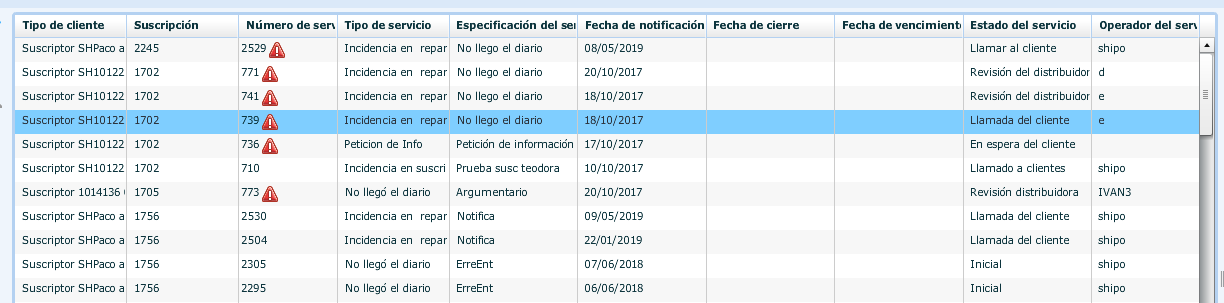 Tipo de cliente Suscripción Número de serv Tipo de servicio Especificación del ser Fecha de notificación Fecha de cierre Fecha de vencimiento Estado del servicio Operador del serv
Suscriptor SHPaco a 2245 2529 Incidencia en repar No llego el diario 08/05/2019 Llamar al cliente shipo
Suscriptor SH10122 1702 771 Incidencia en repar No llego el diario 20/10/2017 Revisión del distribuidor d
Suscriptor SH10122 1702 741 Incidencia en repar No llego el diario 18/10/2017 Revisión del distribuidor e
Suscriptor SH10122 1702 739 Incidencia en repar No llego el diario 18/10/2017 Llamada del cliente e
Suscriptor SH10122 1702 736 Peticion de Info Petición de información 17/10/2017 En espera del cliente
Suscriptor SH10122 1702 710 Incidencia en suscri Prueba susc teodora 10/10/2017 Llamado a clientes shipo
Suscriptor 1014136 1705 773 No llegó el diario Argumentario 20/10/2017 Revisión distribuidora IVAN3
Suscriptor SHPaco a 1756 2530 Incidencia en repar Notifica 09/05/2019 Llamada del cliente shipo
Suscriptor SHPaco a 1756 2504 Incidencia en repar Notifica 22/01/2019 Llamada del cliente shipo
Suscriptor SHPaco a 1756 2305 No llegó el diario ErreEnt 07/06/2018 Inicial shipo
Suscriptor SHPaco a 1756 2295 No llegó el diario ErreEnt 06/06/2018 Inicial shipo